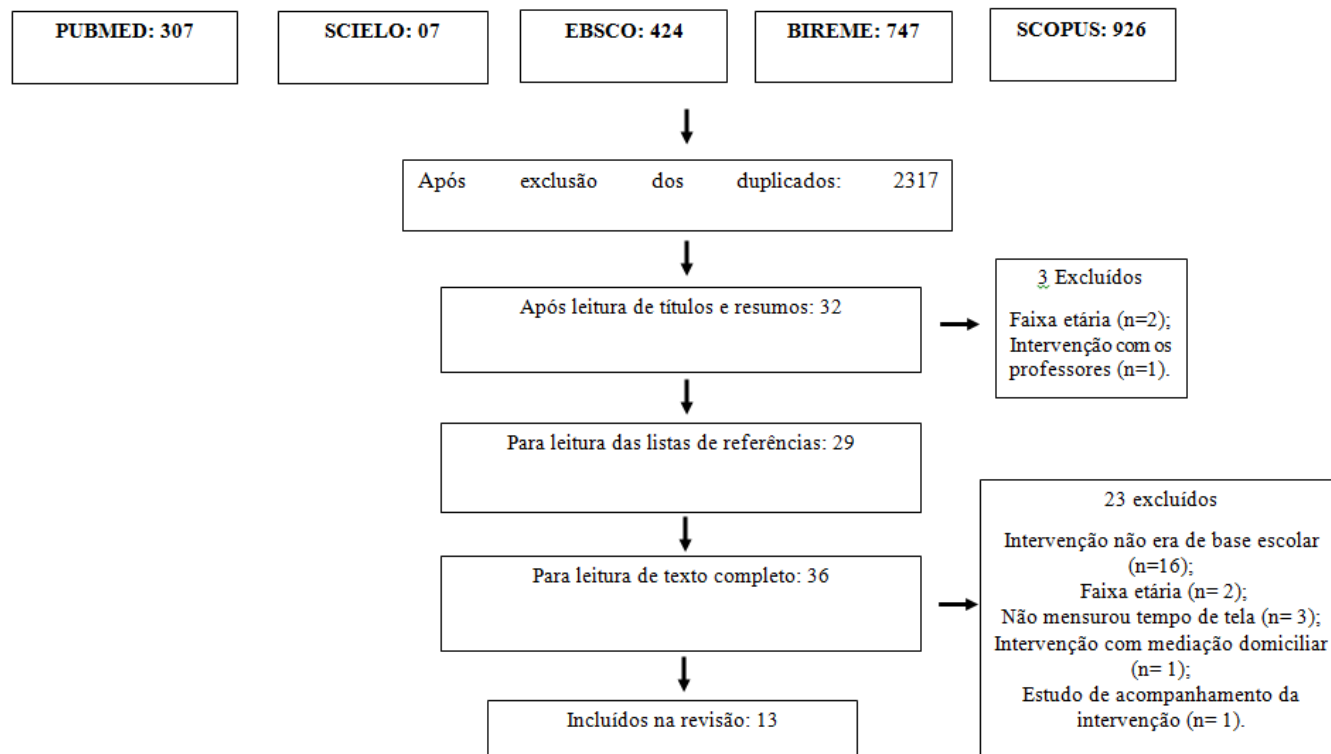 PUBMED: 307
SCIELO: 07
EBSCO: 424
BIREME: 747
SCOPUS: 926
Após exclusão dos duplicados: 2317
Após leitura de títulos e resumos: 32
3 Excluídos
Faixa etária (n=2);
Intervenção com os
professores (n=1).
Para leitura das listas de referências: 29
Para leitura de texto completo: 36
23 excluídos
Intervenção não era de base escolar
(n=16);
Faixa etária (n= 2);
Não mensurou tempo de tela (n= 3);
Intervenção com mediação domiciliar
(n= 1);
Estudo de acompanhamento da
intervenção (n= 1).
Incluídos na revisão: 13